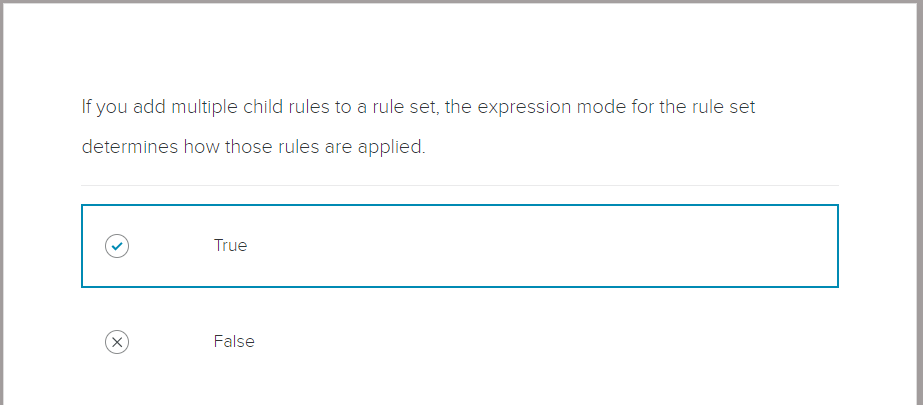 If you add multiple child rules to a rule set, the expression mode for the rule set
determines how those rules are applied.
True
False